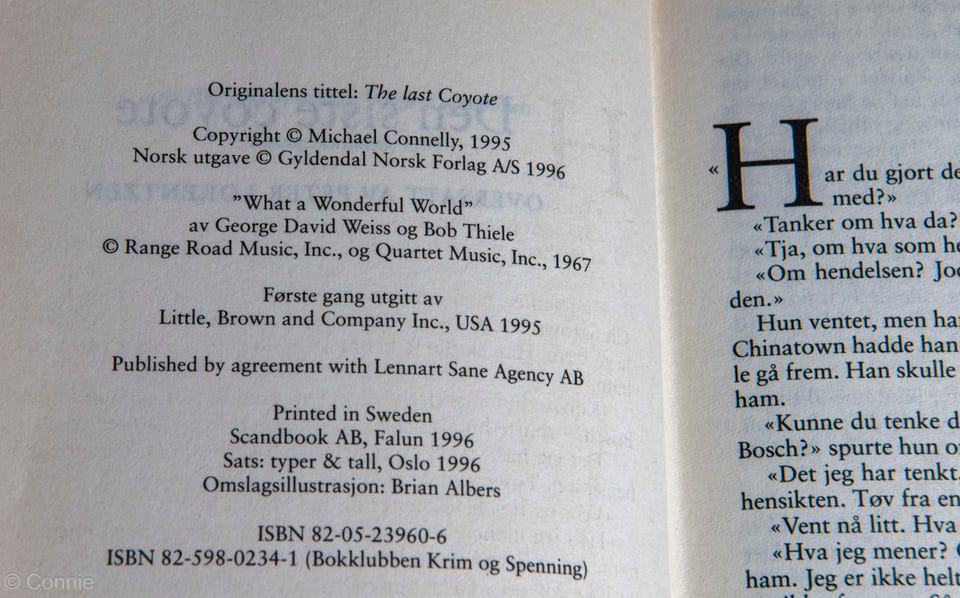 Originalens tittel: The last Coyote
Copyright © Michael Connelly, 1995
Norsk utgave © Gyldendal Norsk Forlag A/S 1996
”What a Wonderful World”
av George David Weiss og Bob Thiele
© Range Road Music, Inc., og Quartet Music, Inc., 1967
Første gang utgitt av
Little, Brown and Company Inc., USA 1995
Published by agreement with Lennart Sane Agency AB
Printed in Sweden
Scandbook AB, Falun 1996
Sats: typer & tall, Oslo 1996
Omslagsillustrasjon: Brian Albers
ISBN 82-05-23960-6
ISBN 82-598-0234-1 (Bokklubben Krim og Spenning)
«Har du gjort de
med?»
«Tanker om hva da?
«Tja, om hva som he
«Om hendelsen? Joc
den.»
Hun ventet, men ha
Chinatown hadde han
le gå frem. Han skulle
ham.
«Kunne du tenke d
Bosch?» spurte hun o
«Det jeg har tenkt,
hensikten. Tøv fra en
«Vent nå litt. Hva
«Hva jeg mener?
ham. Jeg er ikke helt
© Connie